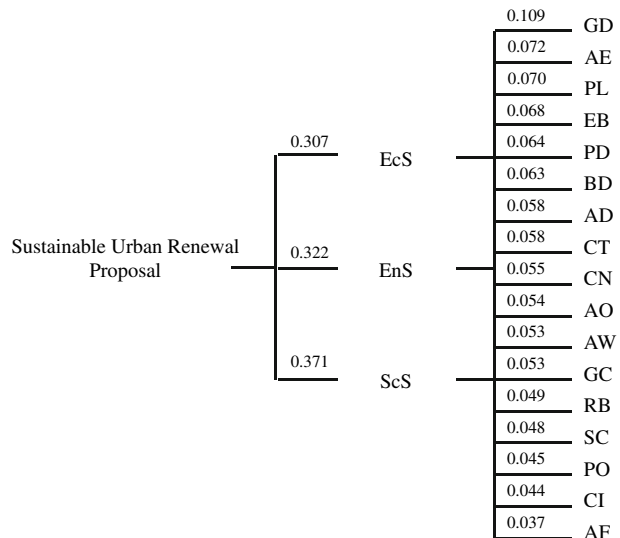 0.109 GD
0.072 AE
0.070 PL
0.068 EB
0.307 EcS 0.064 PD
0.063 BD
0.058 AD
Sustainable Urban Renewal
Proposal
0.322 EnS 0.058 CT
0.055 CN
0.054 AO
0.053 AW
0.371 ScS 0.053 GC
0.049 RB
0.048 SC
0.045 PO
0.044 CI
0.037 AF